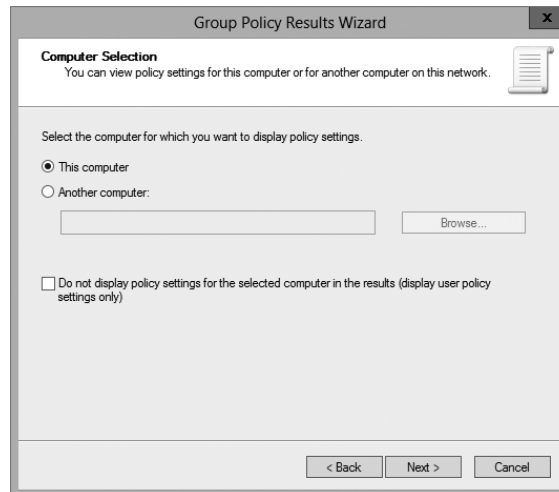 Group Policy Results Wizard
x
Computer Selection
You can view policy settings for this computer or for another computer on this network.
Select the computer for which you want to display policy settings.
This computer
Another computer:
Browse...
Do not display policy settings for the selected computer in the results (display user policy
settings only)
< Back Next > Cancel